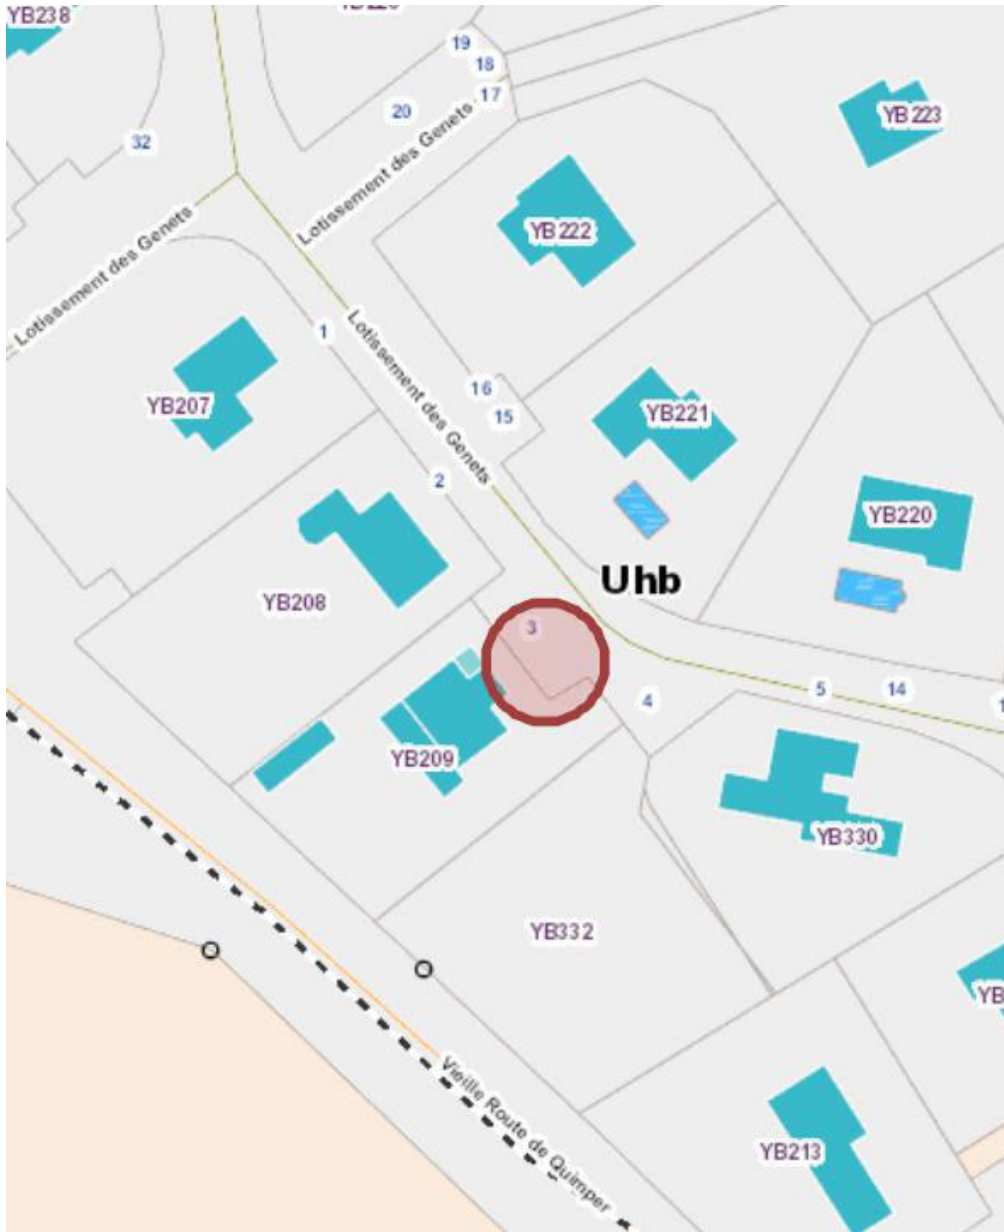 YB238
19
18
17
20
32
YB223
Lotissement des Genets
YB222
Lotissement des Genets
1
Lotissement des Genets
16
15
YB207
YB221
2
YB220
Uhb
YB208
3
4
5
14
YB209
YB330
YB332
YB
Vieille Route de Quimper
YB213